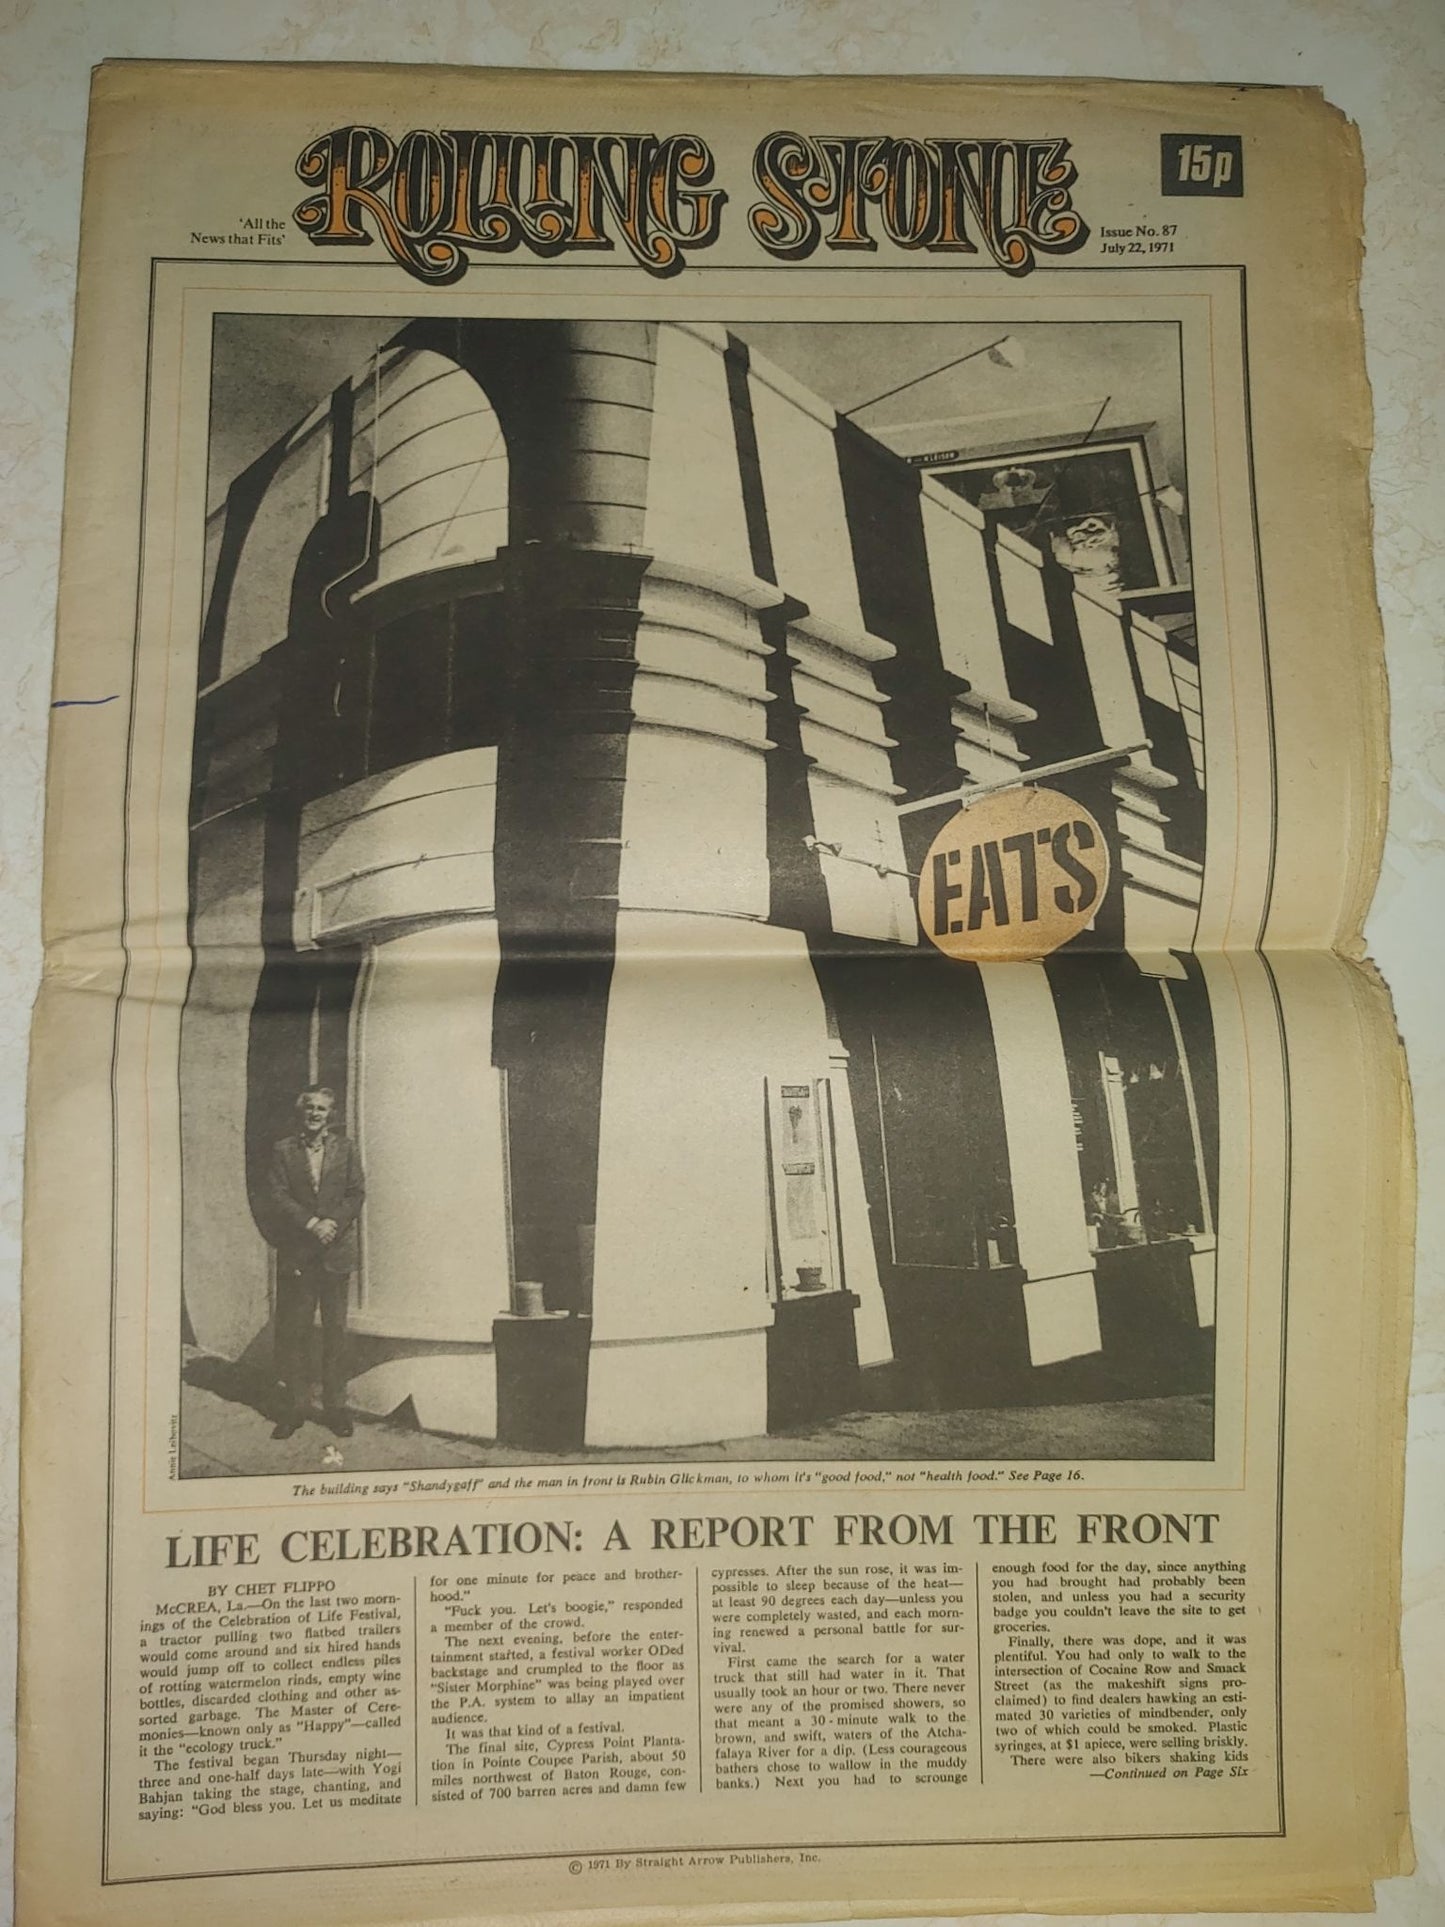 ROLLING STONE
15p
'All the
News that Fits'
Issue No. 87
July 22, 1971
EATS
Annie Leibovitz
The building says "Shandygaff" and the man in front is Rubin Glickman, to whom it's "good food," not "health food." See Page 16.
LIFE CELEBRATION: A REPORT FROM THE FRONT
BY CHET FLIPPO
McCREA, La.—On the last two morn-
ings of the Celebration of Life Festival,
a tractor pulling two flatbed trailers
would come around and six hired hands
would jump off to collect endless piles
of rotting watermelon rinds, empty wine
bottles, discarded clothing and other as-
sorted garbage. The Master of Cere-
monies—known only as "Happy"—called
it the "ecology truck."
The festival began Thursday night—
three and one-half days late—with Yogi
Bahjan taking the stage, chanting, and
saying: "God bless you. Let us meditate
for one minute for peace and brother-
hood."
"Fuck you. Let's boogie," responded
a member of the crowd.
The next evening, before the enter-
tainment started, a festival worker ODed
backstage and crumpled to the floor as
"Sister Morphine" was being played over
the P.A. system to allay an impatient
audience.
It was that kind of a festival.
The final site, Cypress Point Planta-
tion in Pointe Coupee Parish, about 50
miles northwest of Baton Rouge, con-
sisted of 700 barren acres and damn few
cypresses. After the sun rose, it was im-
possible to sleep because of the heat—
at least 90 degrees each day—unless you
were completely wasted, and each morn-
ing renewed a personal battle for sur-
vival.
First came the search for a water
truck that still had water in it. That
usually took an hour or two. There never
were any of the promised showers, so
that meant a 30-minute walk to the
brown, and swift, waters of the Atcha-
falaya River for a dip. (Less courageous
bathers chose to wallow in the muddy
banks.) Next you had to scrounge
enough food for the day, since anything
you had brought had probably been
stolen, and unless you had a security
badge you couldn't leave the site to get
groceries.
Finally, there was dope, and it was
plentiful. You had only to walk to the
intersection of Cocaine Row and Smack
Street (as the makeshift signs pro-
claimed) to find dealers hawking an esti-
mated 30 varieties of mindbender, only
two of which could be smoked. Plastic
syringes, at $1 apiece, were selling briskly.
There were also bikers shaking kids
—Continued on Page Six
© 1971 By Straight Arrow Publishers, Inc.